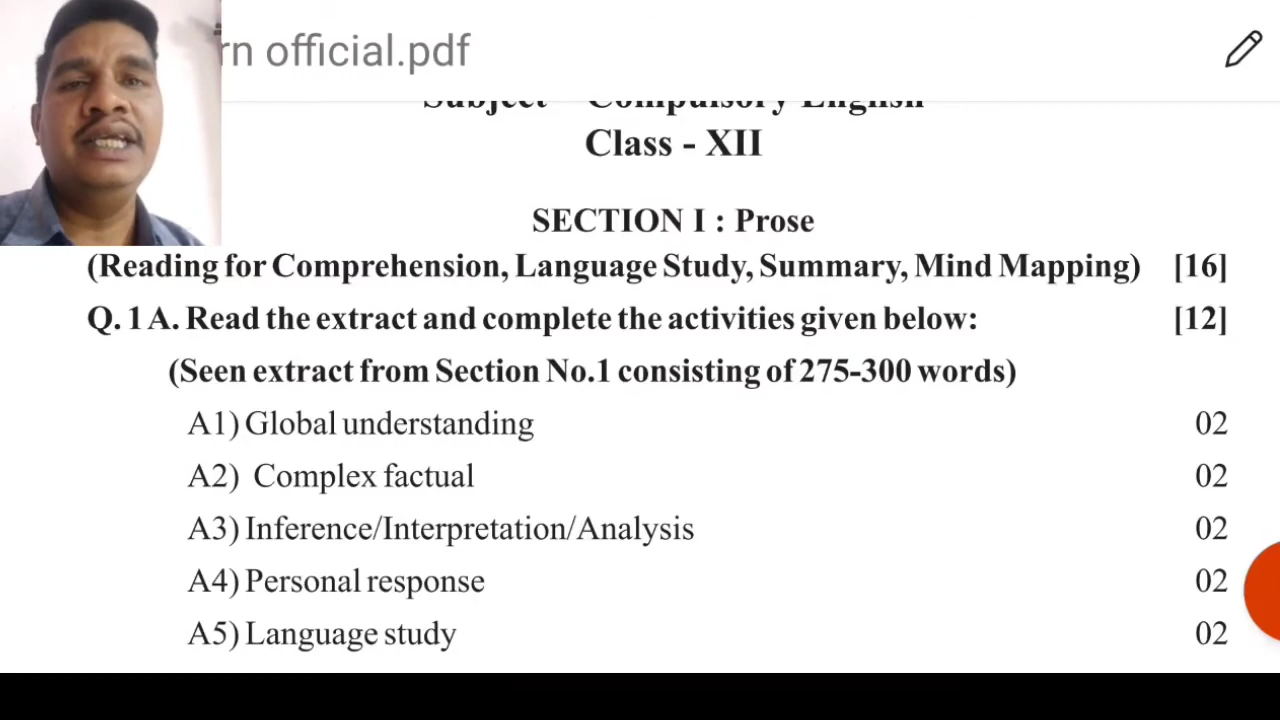 rn official.pdf
Subject - Compulsory English
Class - XII
SECTION I : Prose
(Reading for Comprehension, Language Study, Summary, Mind Mapping) [16]
Q. 1 A. Read the extract and complete the activities given below: [12]
(Seen extract from Section No.1 consisting of 275-300 words)
A1) Global understanding 02
A2) Complex factual 02
A3) Inference/Interpretation/Analysis 02
A4) Personal response 02
A5) Language study 02